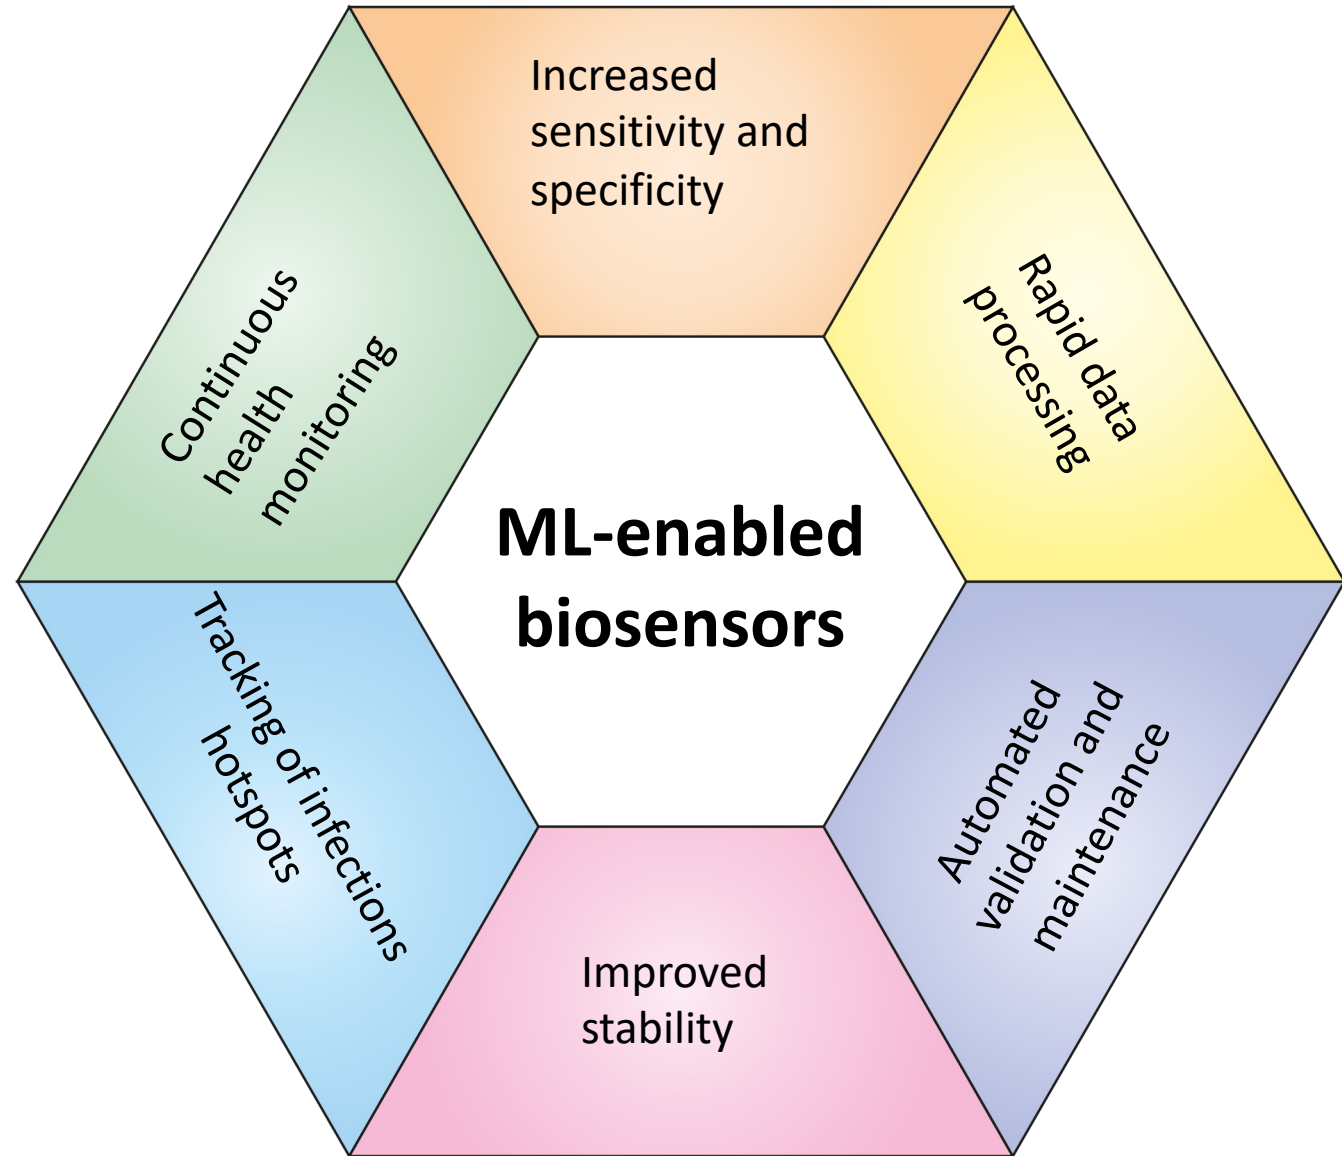 Increased
sensitivity and
specificity
Rapid data
processing
Automated
validation and
maintenance
Improved
stability
Tracking of infections
hotspots
Continuous
health
monitoring
ML-enabled
biosensors